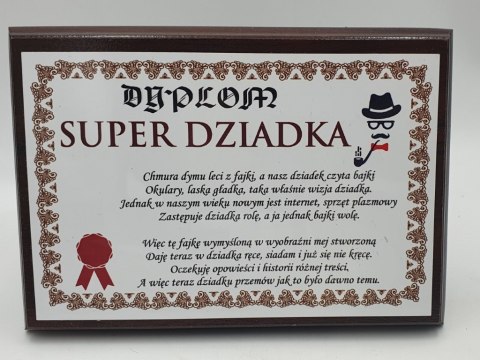 DYPLOM
SUPER DZIADKA
Chmura dymu leci z fajki, a nasz dziadek czyta bajki
Okulary, laska gładka, taka właśnie wizja dziadka.
Jednak w naszym wieku nowym jest internet, sprzęt plazmowy
Zastępuje dziadka rolę, a ja jednak bajki wolę.
Więc tę fajkę wymyśloną w wyobraźni mej stworzoną
Daję teraz w dziadka ręce, siadam i już się nie kręcę.
Oczekuję opowieści i historii różnej treści,
A więc teraz dziadku przemów jak to było dawno temu.